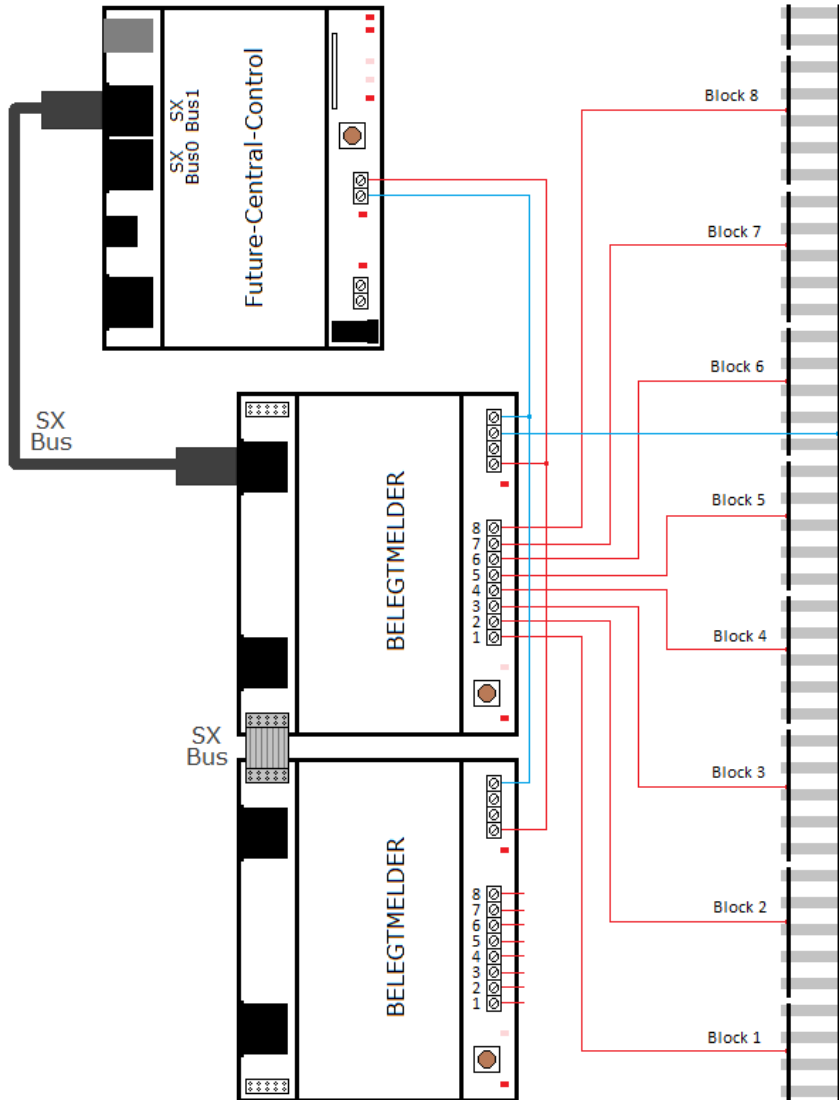 SX
Bus1
SX
Bus0
Future-Central-Control
SX
Bus
BELEGTMELDER
8
7
6
5
4
3
2
1
SX
Bus
BELEGTMELDER
8
7
6
5
4
3
2
1
Block 8
Block 7
Block 6
Block 5
Block 4
Block 3
Block 2
Block 1